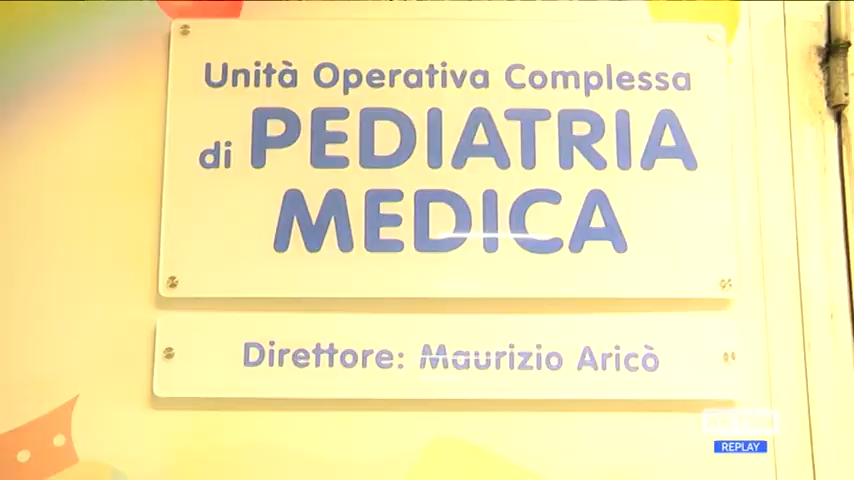 Unità Operativa Complessa
di PEDIATRIA
MEDICA
Direttore: Maurizio Aricò
REPLAY